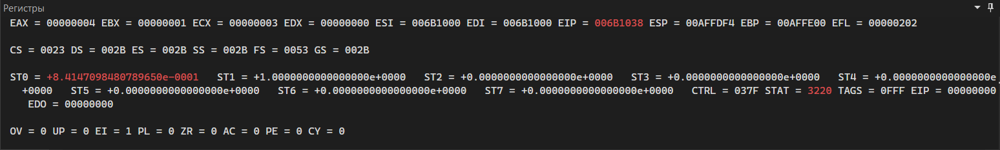 Регистры
EAX = 00000004 EBX = 00000001 ECX = 00000003 EDX = 00000000 ESI = 006B1000 EDI = 006B1000 EIP = 006B1038 ESP = 00AFFDF4 EBP = 00AFFE00 EFL = 00000202
CS = 0023 DS = 002B ES = 002B SS = 002B FS = 0053 GS = 002B
ST0 = +8.4147098480789650e-0001 ST1 = +1.0000000000000000e+0000 ST2 = +0.0000000000000000e+0000 ST3 = +0.0000000000000000e+0000 ST4 = +0.0000000000000000e
+0000 ST5 = +0.0000000000000000e+0000 ST6 = +0.0000000000000000e+0000 ST7 = +0.0000000000000000e+0000 CTRL = 037F STAT = 3220 TAGS = 0FFF EIP = 00000000
EDO = 00000000
OV = 0 UP = 0 EI = 1 PL = 0 ZR = 0 AC = 0 PE = 0 CY = 0